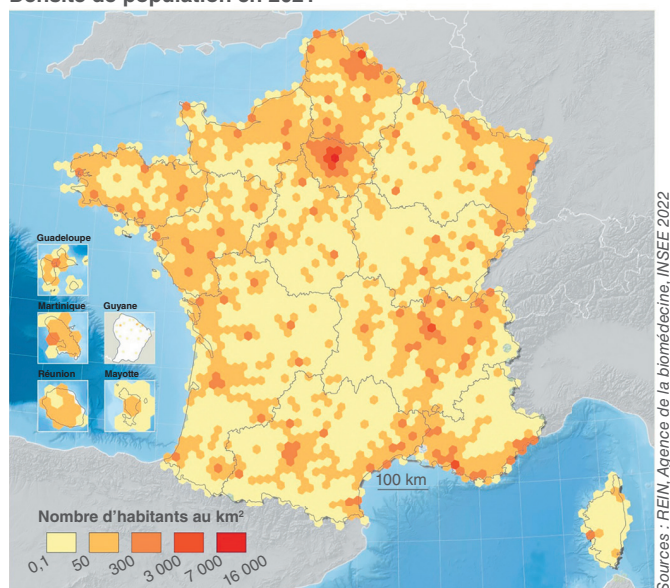 Guadeloupe
Martinique
Guyane
Réunion
Mayotte
100 km
Nombre d'habitants au km²
0,1
50
300
3 000
7 000
16 000
Sources : REIN, Agence de la biomédecine, INSEE 2022